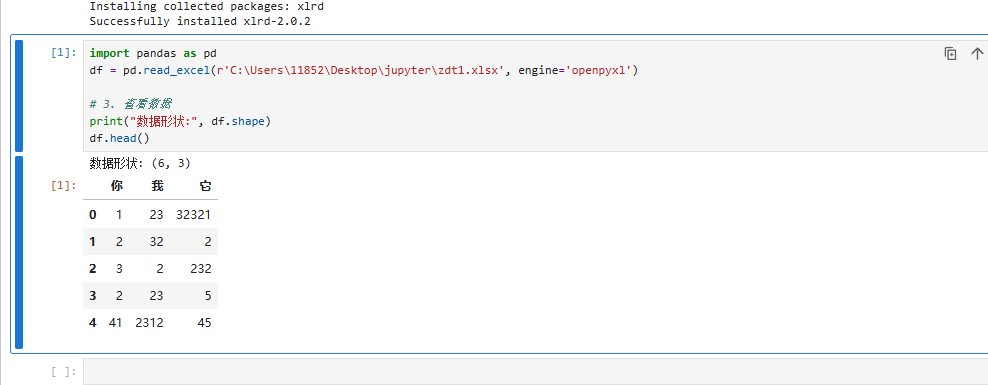 Installing collected packages: xlrd
Successfully installed xlrd-2.0.2
[1]: import pandas as pd
df = pd.read_excel(r'C:\Users\11852\Desktop\jupyter\zdt1.xlsx', engine='openpyxl')
# 3. 查看数据
print("数据形状:", df.shape)
df.head()
数据形状: (6, 3)
[1]: 你 我 它
0 1 23 32321
1 2 32 2
2 3 2 232
3 2 23 5
4 41 2312 45
[ ]: